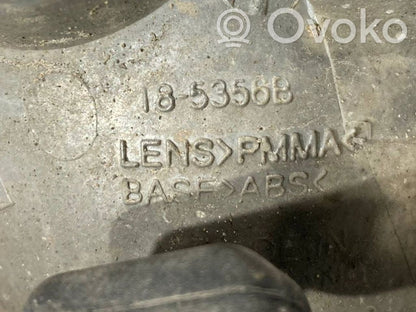 Ovoko
18-5356B
LENS>PMMA<
BASE>ABS<